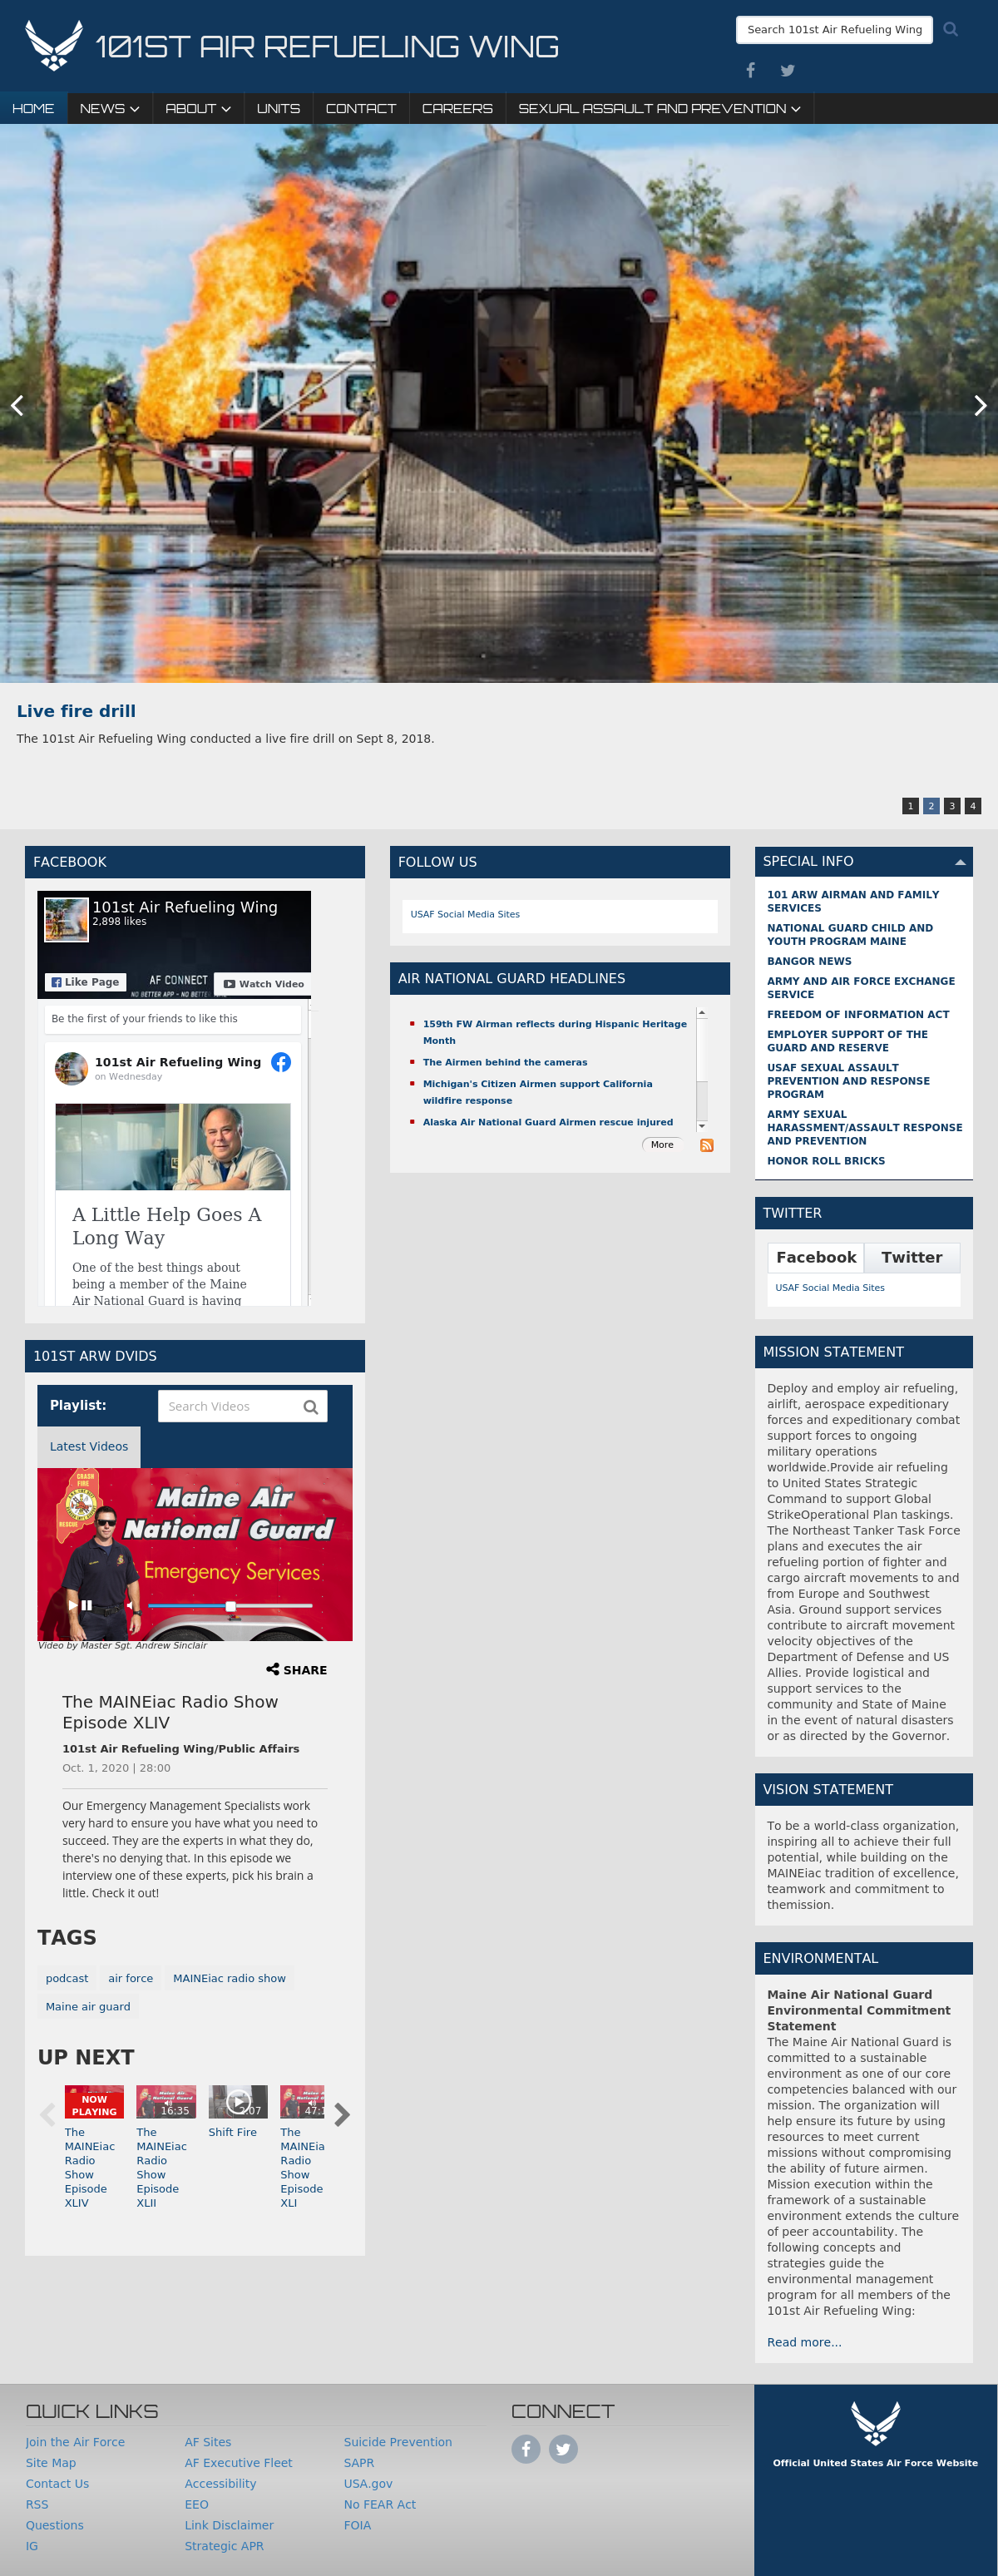 101ST AIR REFUELING WING
Search 101st Air Refueling Wing
HOME NEWS ABOUT UNITS CONTACT CAREERS SEXUAL ASSAULT AND PREVENTION
Live fire drill
The 101st Air Refueling Wing conducted a live fire drill on Sept 8, 2018.
1 2 3 4
FACEBOOK
101st Air Refueling Wing
2,898 likes
Like Page
AF CONNECT
NO BETTER APP - NO BETTER
Watch Video
Be the first of your friends to like this
101st Air Refueling Wing
on Wednesday
A Little Help Goes A
Long Way
One of the best things about
being a member of the Maine
Air National Guard is having
101ST ARW DVIDS
Playlist:
Search Videos
Latest Videos
CRASH
FIRE
RESCUE
Maine Air
National Guard
Emergency Services
Video by Master Sgt. Andrew Sinclair
SHARE
The MAINEiac Radio Show
Episode XLIV
101st Air Refueling Wing/Public Affairs
Oct. 1, 2020 | 28:00
Our Emergency Management Specialists work
very hard to ensure you have what you need to
succeed. They are the experts in what they do,
there's no denying that. In this episode we
interview one of these experts, pick his brain a
little. Check it out!
TAGS
podcast air force MAINEiac radio show
Maine air guard
UP NEXT
NOW
PLAYING
16:35
2:07
The
MAINEiac
Radio
Show
Episode
XLIV
The
MAINEiac
Radio
Show
Episode
XLII
Shift Fire
The
MAINEia
Radio
Show
Episode
XLI
FOLLOW US
USAF Social Media Sites
AIR NATIONAL GUARD HEADLINES
159th FW Airman reflects during Hispanic Heritage
Month
The Airmen behind the cameras
Michigan's Citizen Airmen support California
wildfire response
Alaska Air National Guard Airmen rescue injured
More
SPECIAL INFO
101 ARW AIRMAN AND FAMILY
SERVICES
NATIONAL GUARD CHILD AND
YOUTH PROGRAM MAINE
BANGOR NEWS
ARMY AND AIR FORCE EXCHANGE
SERVICE
FREEDOM OF INFORMATION ACT
EMPLOYER SUPPORT OF THE
GUARD AND RESERVE
USAF SEXUAL ASSAULT
PREVENTION AND RESPONSE
PROGRAM
ARMY SEXUAL
HARASSMENT/ASSAULT RESPONSE
AND PREVENTION
HONOR ROLL BRICKS
TWITTER
Facebook Twitter
USAF Social Media Sites
MISSION STATEMENT
Deploy and employ air refueling,
airlift, aerospace expeditionary
forces and expeditionary combat
support forces to ongoing
military operations
worldwide.Provide air refueling
to United States Strategic
Command to support Global
StrikeOperational Plan taskings.
The Northeast Tanker Task Force
plans and executes the air
refueling portion of fighter and
cargo aircraft movements to and
from Europe and Southwest
Asia. Ground support services
contribute to aircraft movement
velocity objectives of the
Department of Defense and US
Allies. Provide logistical and
support services to the
community and State of Maine
in the event of natural disasters
or as directed by the Governor.
VISION STATEMENT
To be a world-class organization,
inspiring all to achieve their full
potential, while building on the
MAINEiac tradition of excellence,
teamwork and commitment to
themission.
ENVIRONMENTAL
Maine Air National Guard
Environmental Commitment
Statement
The Maine Air National Guard is
committed to a sustainable
environment as one of our core
competencies balanced with our
mission. The organization will
help ensure its future by using
resources to meet current
missions without compromising
the ability of future airmen.
Mission execution within the
framework of a sustainable
environment extends the culture
of peer accountability. The
following concepts and
strategies guide the
environmental management
program for all members of the
101st Air Refueling Wing:
Read more...
QUICK LINKS
Join the Air Force
Site Map
Contact Us
RSS
Questions
IG
AF Sites
AF Executive Fleet
Accessibility
EEO
Link Disclaimer
Strategic APR
Suicide Prevention
SAPR
USA.gov
No FEAR Act
FOIA
CONNECT
Official United States Air Force Website